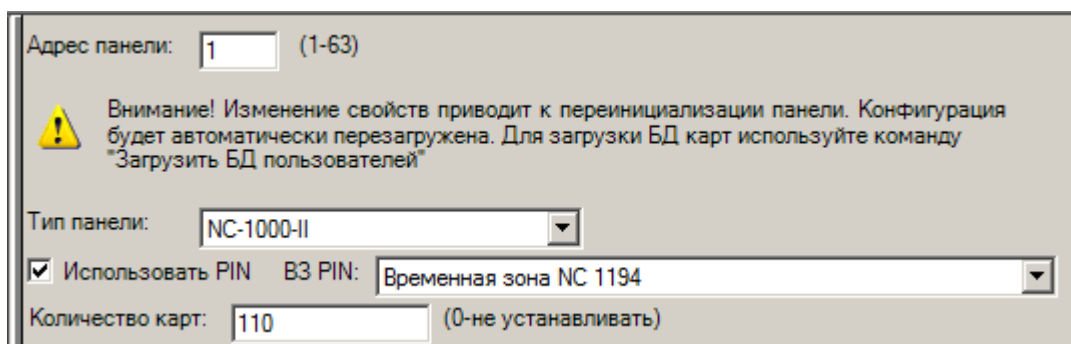 Адрес панели: 1 (1-63)
Внимание! Изменение свойств приводит к переинициализации панели. Конфигурация
будет автоматически перезагружена. Для загрузки БД карт используйте команду
"Загрузить БД пользователей"
Тип панели: NC-1000-II
Использовать PIN ВЗ PIN: Временная зона NC 1194
Количество карт: 110 (0-не устанавливать)